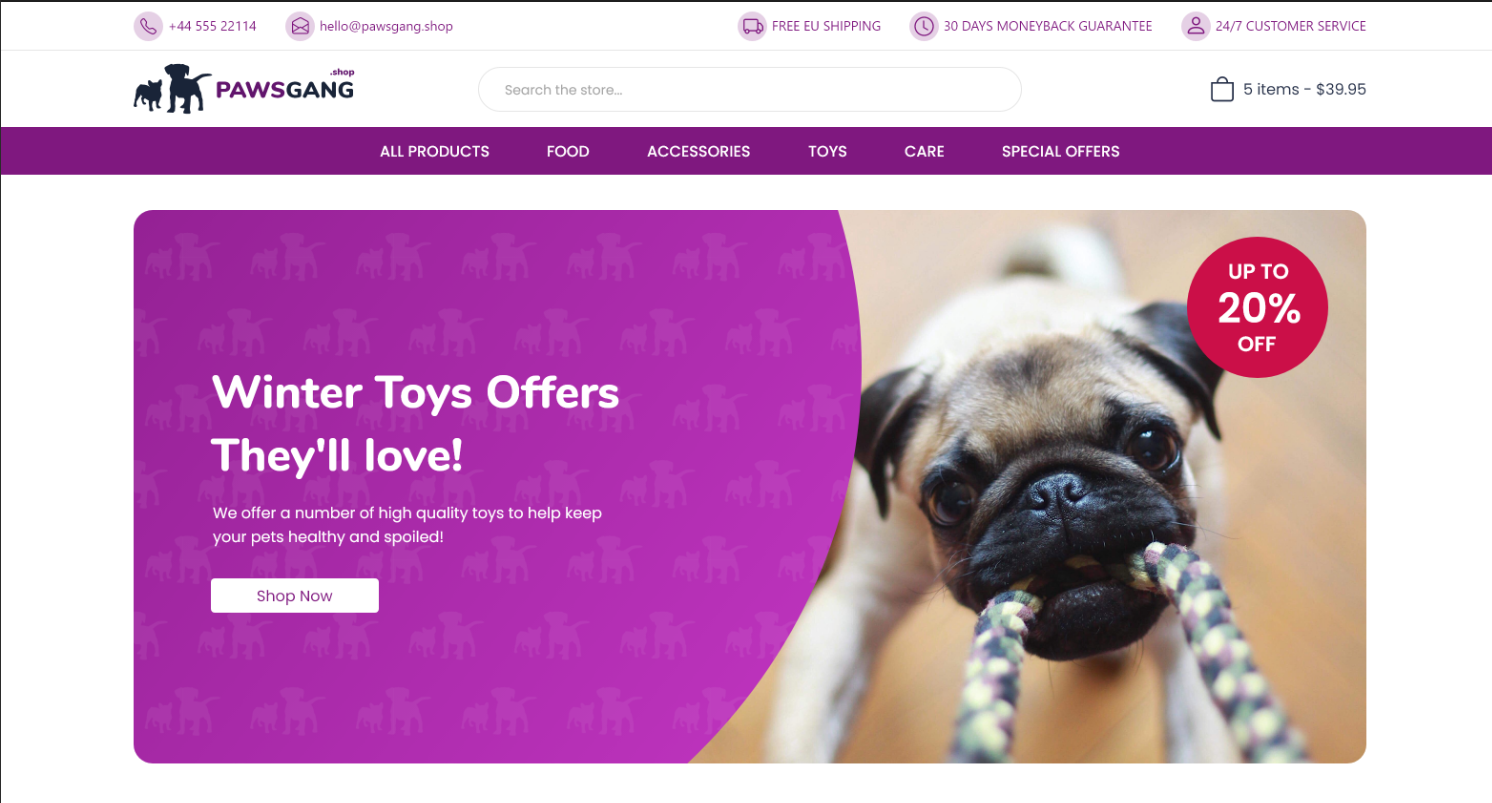 +44 555 22114
hello@pawsgang.shop
FREE EU SHIPPING
30 DAYS MONEYBACK GUARANTEE
24/7 CUSTOMER SERVICE
.shop
PAWSGANG
Search the store...
5 items - $39.95
ALL PRODUCTS
FOOD
ACCESSORIES
TOYS
CARE
SPECIAL OFFERS
UP TO
20%
OFF
Winter Toys Offers
They'll love!
We offer a number of high quality toys to help keep
your pets healthy and spoiled!
Shop Now